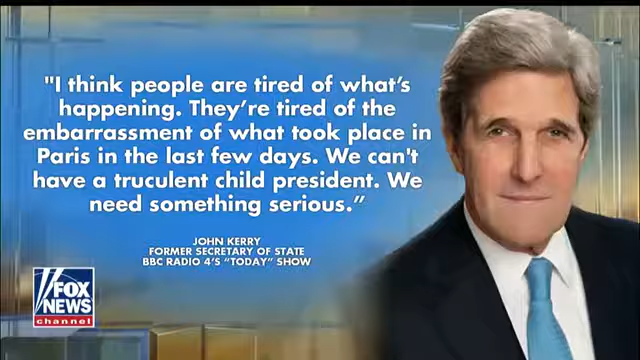 "I think people are tired of what's
happening. They're tired of the
embarrassment of what took place in
Paris in the last few days. We can't
have a truculent child president. We
need something serious.”
JOHN KERRY
FORMER SECRETARY OF STATE
BBC RADIO 4'S “TODAY” SHOW
FOX
NEWS
channel